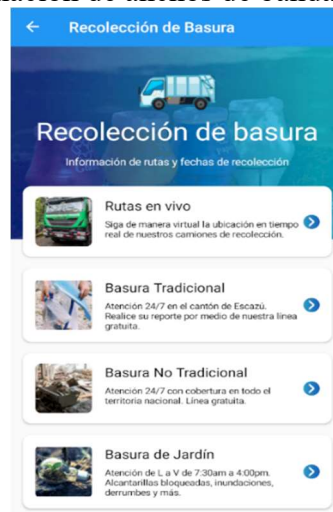 ← Recolección de Basura
Recolección de basura
Información de rutas y fechas de recolección
Rutas en vivo
Siga de manera virtual la ubicación en tiempo
real de nuestros camiones de recolección.
Basura Tradicional
Atención 24/7 en el cantón de Escazú.
Realice su reporte por medio de nuestra línea
gratuita.
Basura No Tradicional
Atención 24/7 con cobertura en todo el
territoria nacional. Línea gratuita.
Basura de Jardín
Atención de L a V de 7:30am a 4:00pm.
Alcantarillas bloqueadas, inundaciones,
derrumbes y más.